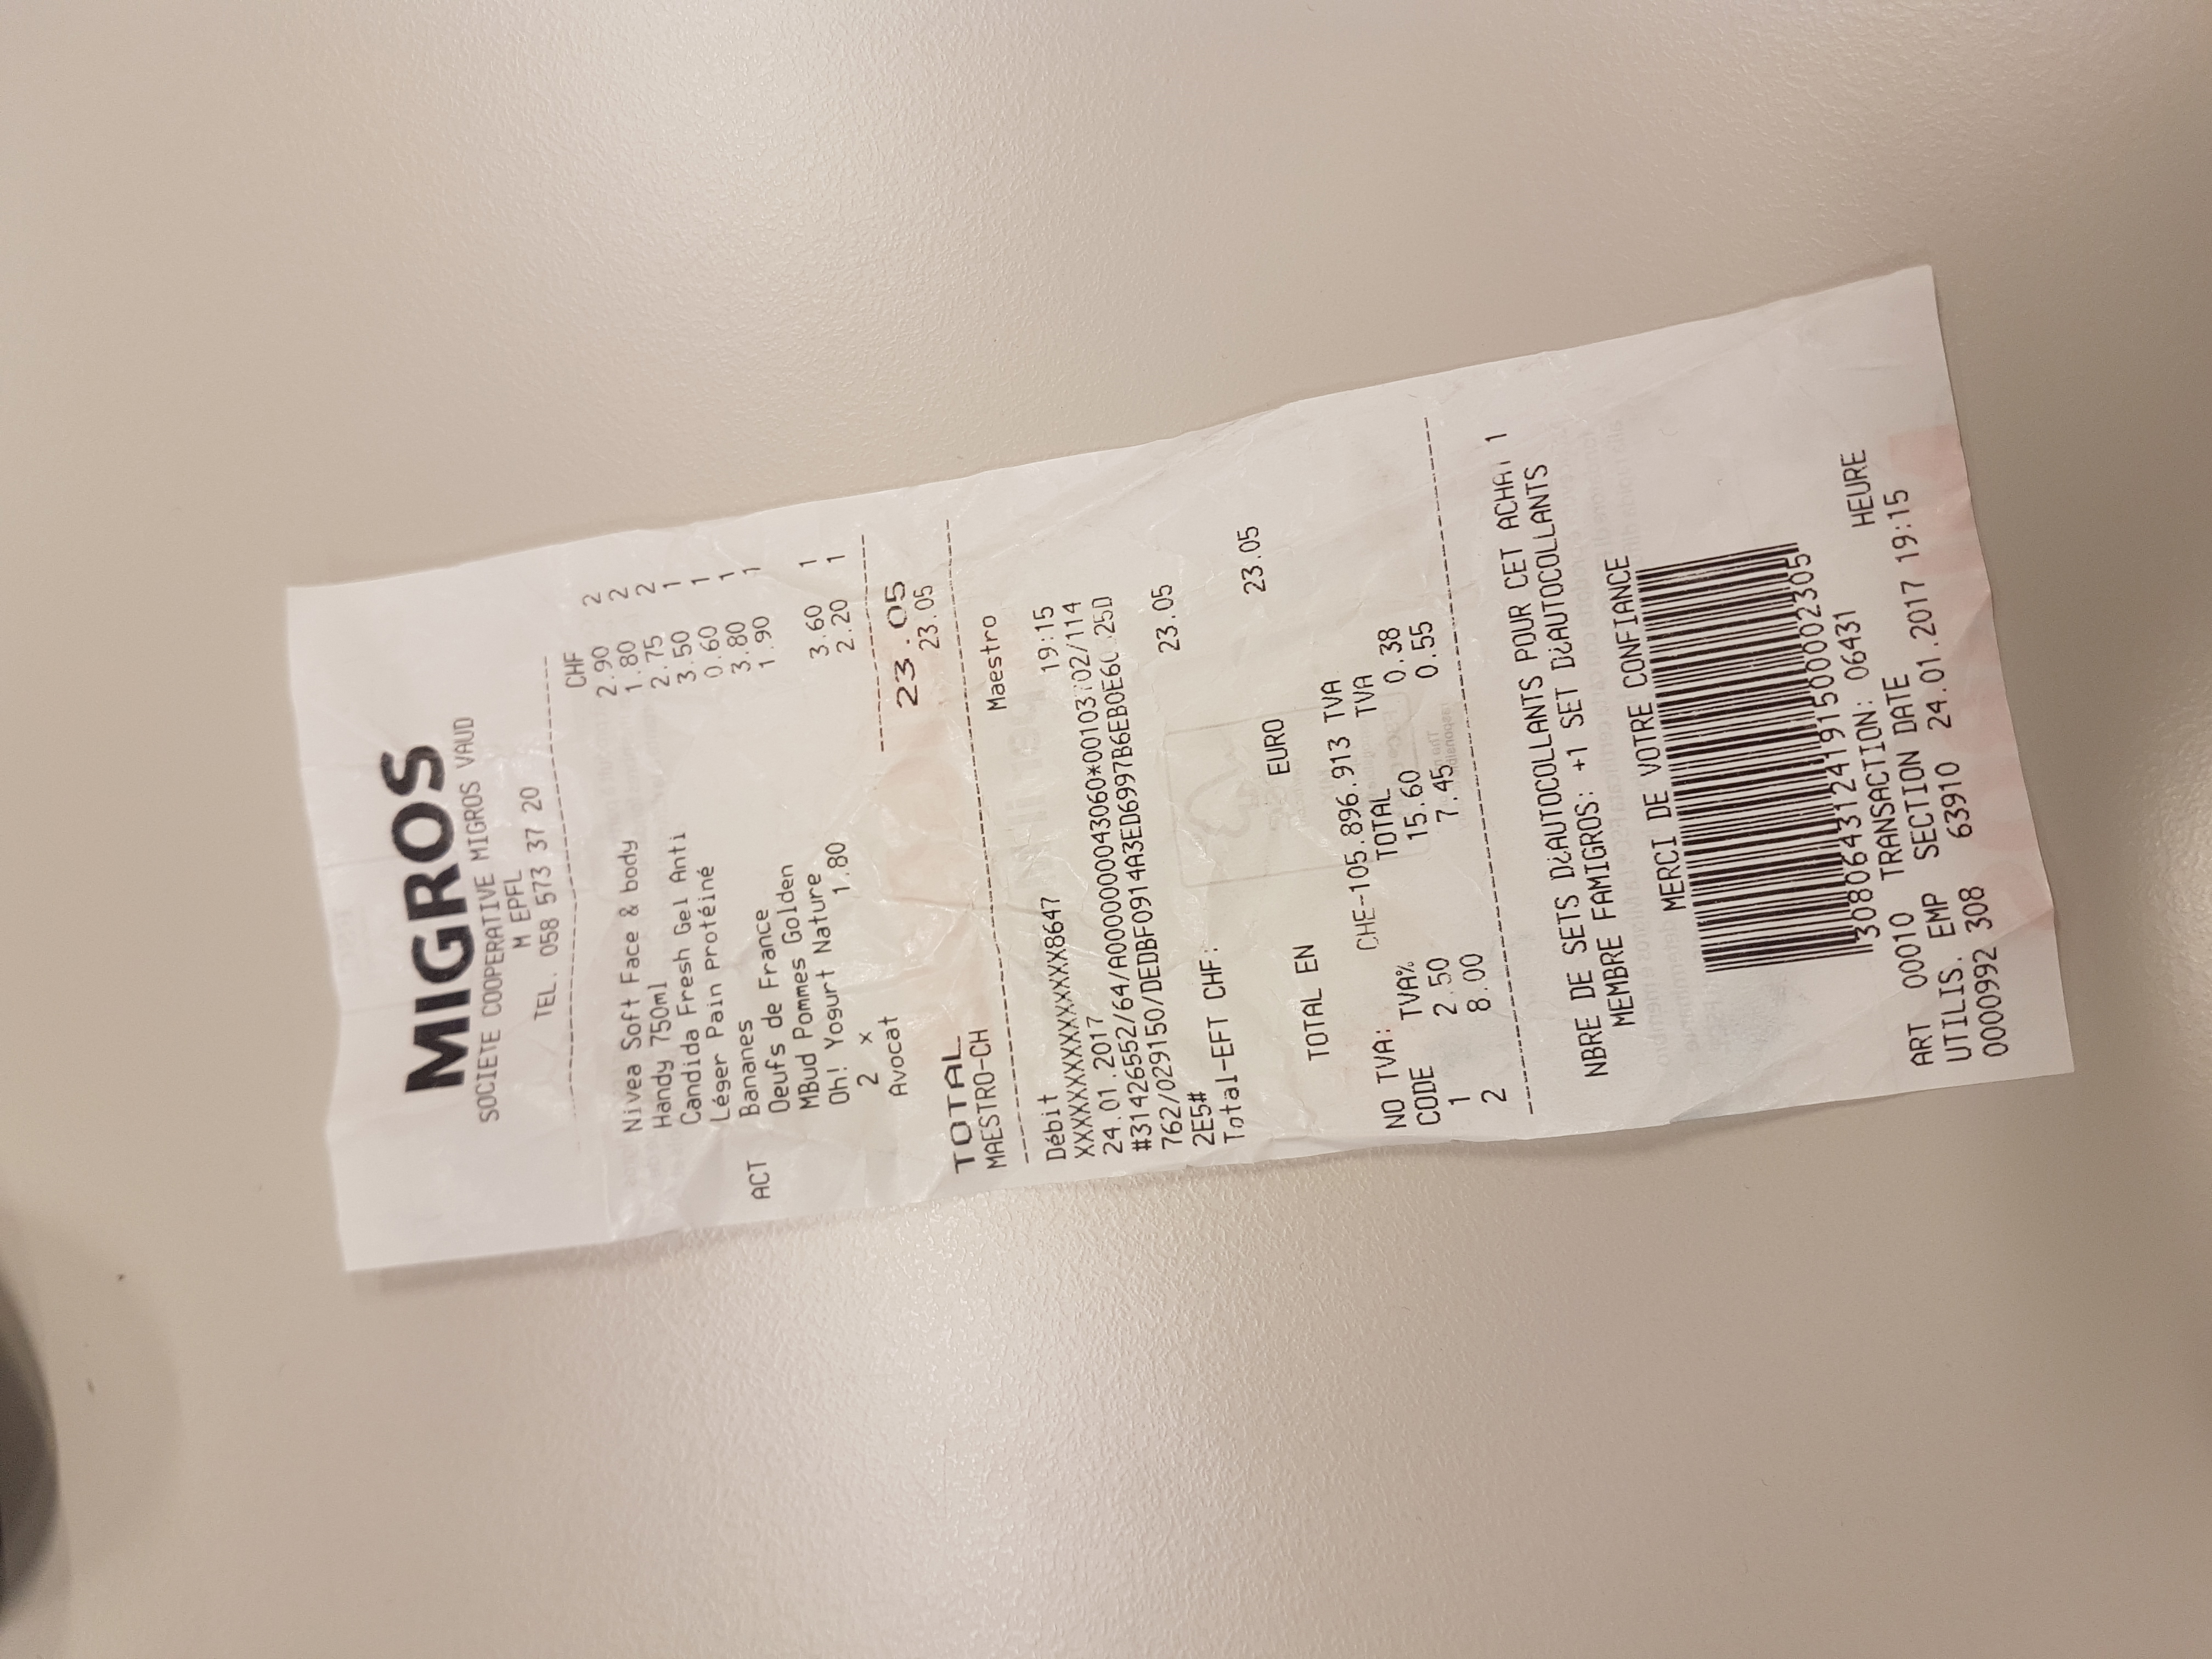 MIGROS
SOCIETE COOPERATIVE MIGROS VAUD
M EPFL
TEL. 058 573 37 20
CHF
Nivea Soft Face & body 2.90 2
Handy 750ml 1.80 2
Candida Fresh Gel Anti 2.75 2
Léger Pain Protéiné 3.50 1
ACT Bananes 0.60 1
Oeufs de France 3.80 1
MBud Pommes Golden 1.90 1
Oh! Yogurt Nature
2 x 1.80 3.60 1
Avocat 2.20 1
TOTAL 23.05
MAESTRO-CH 23.05
Débit Maestro
XXXXXXXXXXXXXXX8647
24.01.2017 19:15
#31426552/64/A0000000043060*00103702/114
2E5#
Total-EFT CHF: 23.05
TOTAL EN EURO 23.05
NO TVA: CHE-105.896.913 TVA
CODE TVA% TOTAL TVA
1 2.50 15.60 0.38
2 8.00 7.45 0.55
NBRE DE SETS D¿AUTOCOLLANTS POUR CET ACHAT 1
MEMBRE FAMIGROS: +1 SET D¿AUTOCOLLANTS
MERCI DE VOTRE CONFIANCE
3080643124191500002305
ART 00010 TRANSACTION: 06431
UTILIS. EMP SECTION DATE HEURE
0000992 308 63910 24.01.2017 19:15